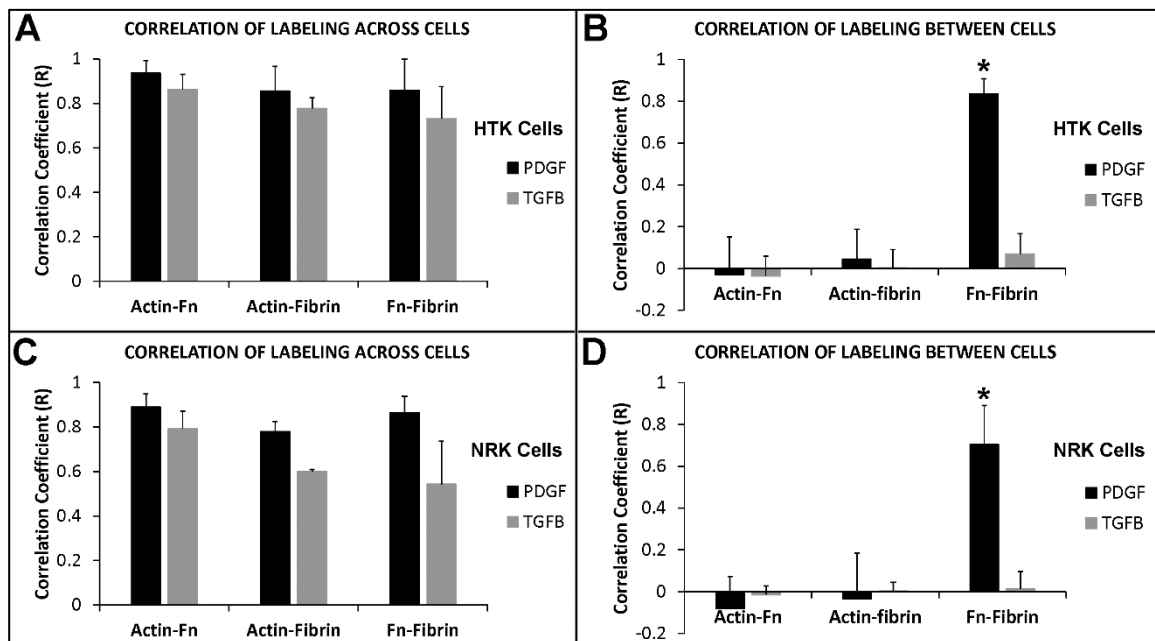 A
CORRELATION OF LABELING ACROSS CELLS
Correlation Coefficient (R)
1
0.8
0.6
0.4
0.2
0
Actin-Fn
Actin-Fibrin
Fn-Fibrin
HTK Cells
PDGF
TGFB
B
CORRELATION OF LABELING BETWEEN CELLS
Correlation Coefficient (R)
1
0.8
0.6
0.4
0.2
0
-0.2
*
Actin-Fn
Actin-fibrin
Fn-Fibrin
HTK Cells
PDGF
TGFB
C
CORRELATION OF LABELING ACROSS CELLS
Correlation Coefficient (R)
1
0.8
0.6
0.4
0.2
0
Actin-Fn
Actin-Fibrin
Fn-Fibrin
NRK Cells
PDGF
TGFB
D
CORRELATION OF LABELING BETWEEN CELLS
Correlation Coefficient (R)
1
0.8
0.6
0.4
0.2
0
-0.2
*
Actin-Fn
Actin-fibrin
Fn-Fibrin
NRK Cells
PDGF
TGFB